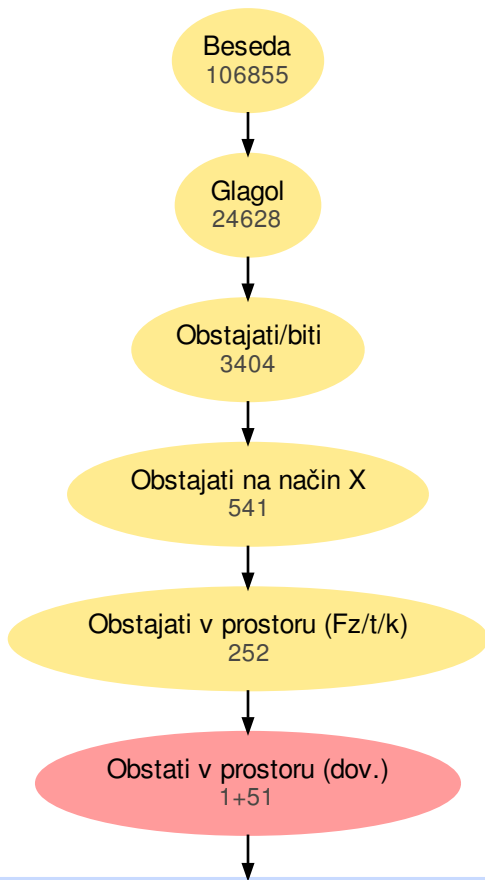 Beseda
106855
Glagol
24628
Obstajati/biti
3404
Obstajati na način X
541
Obstajati v prostoru (Fz/t/k)
252
Obstati v prostoru (dov.)
1+51